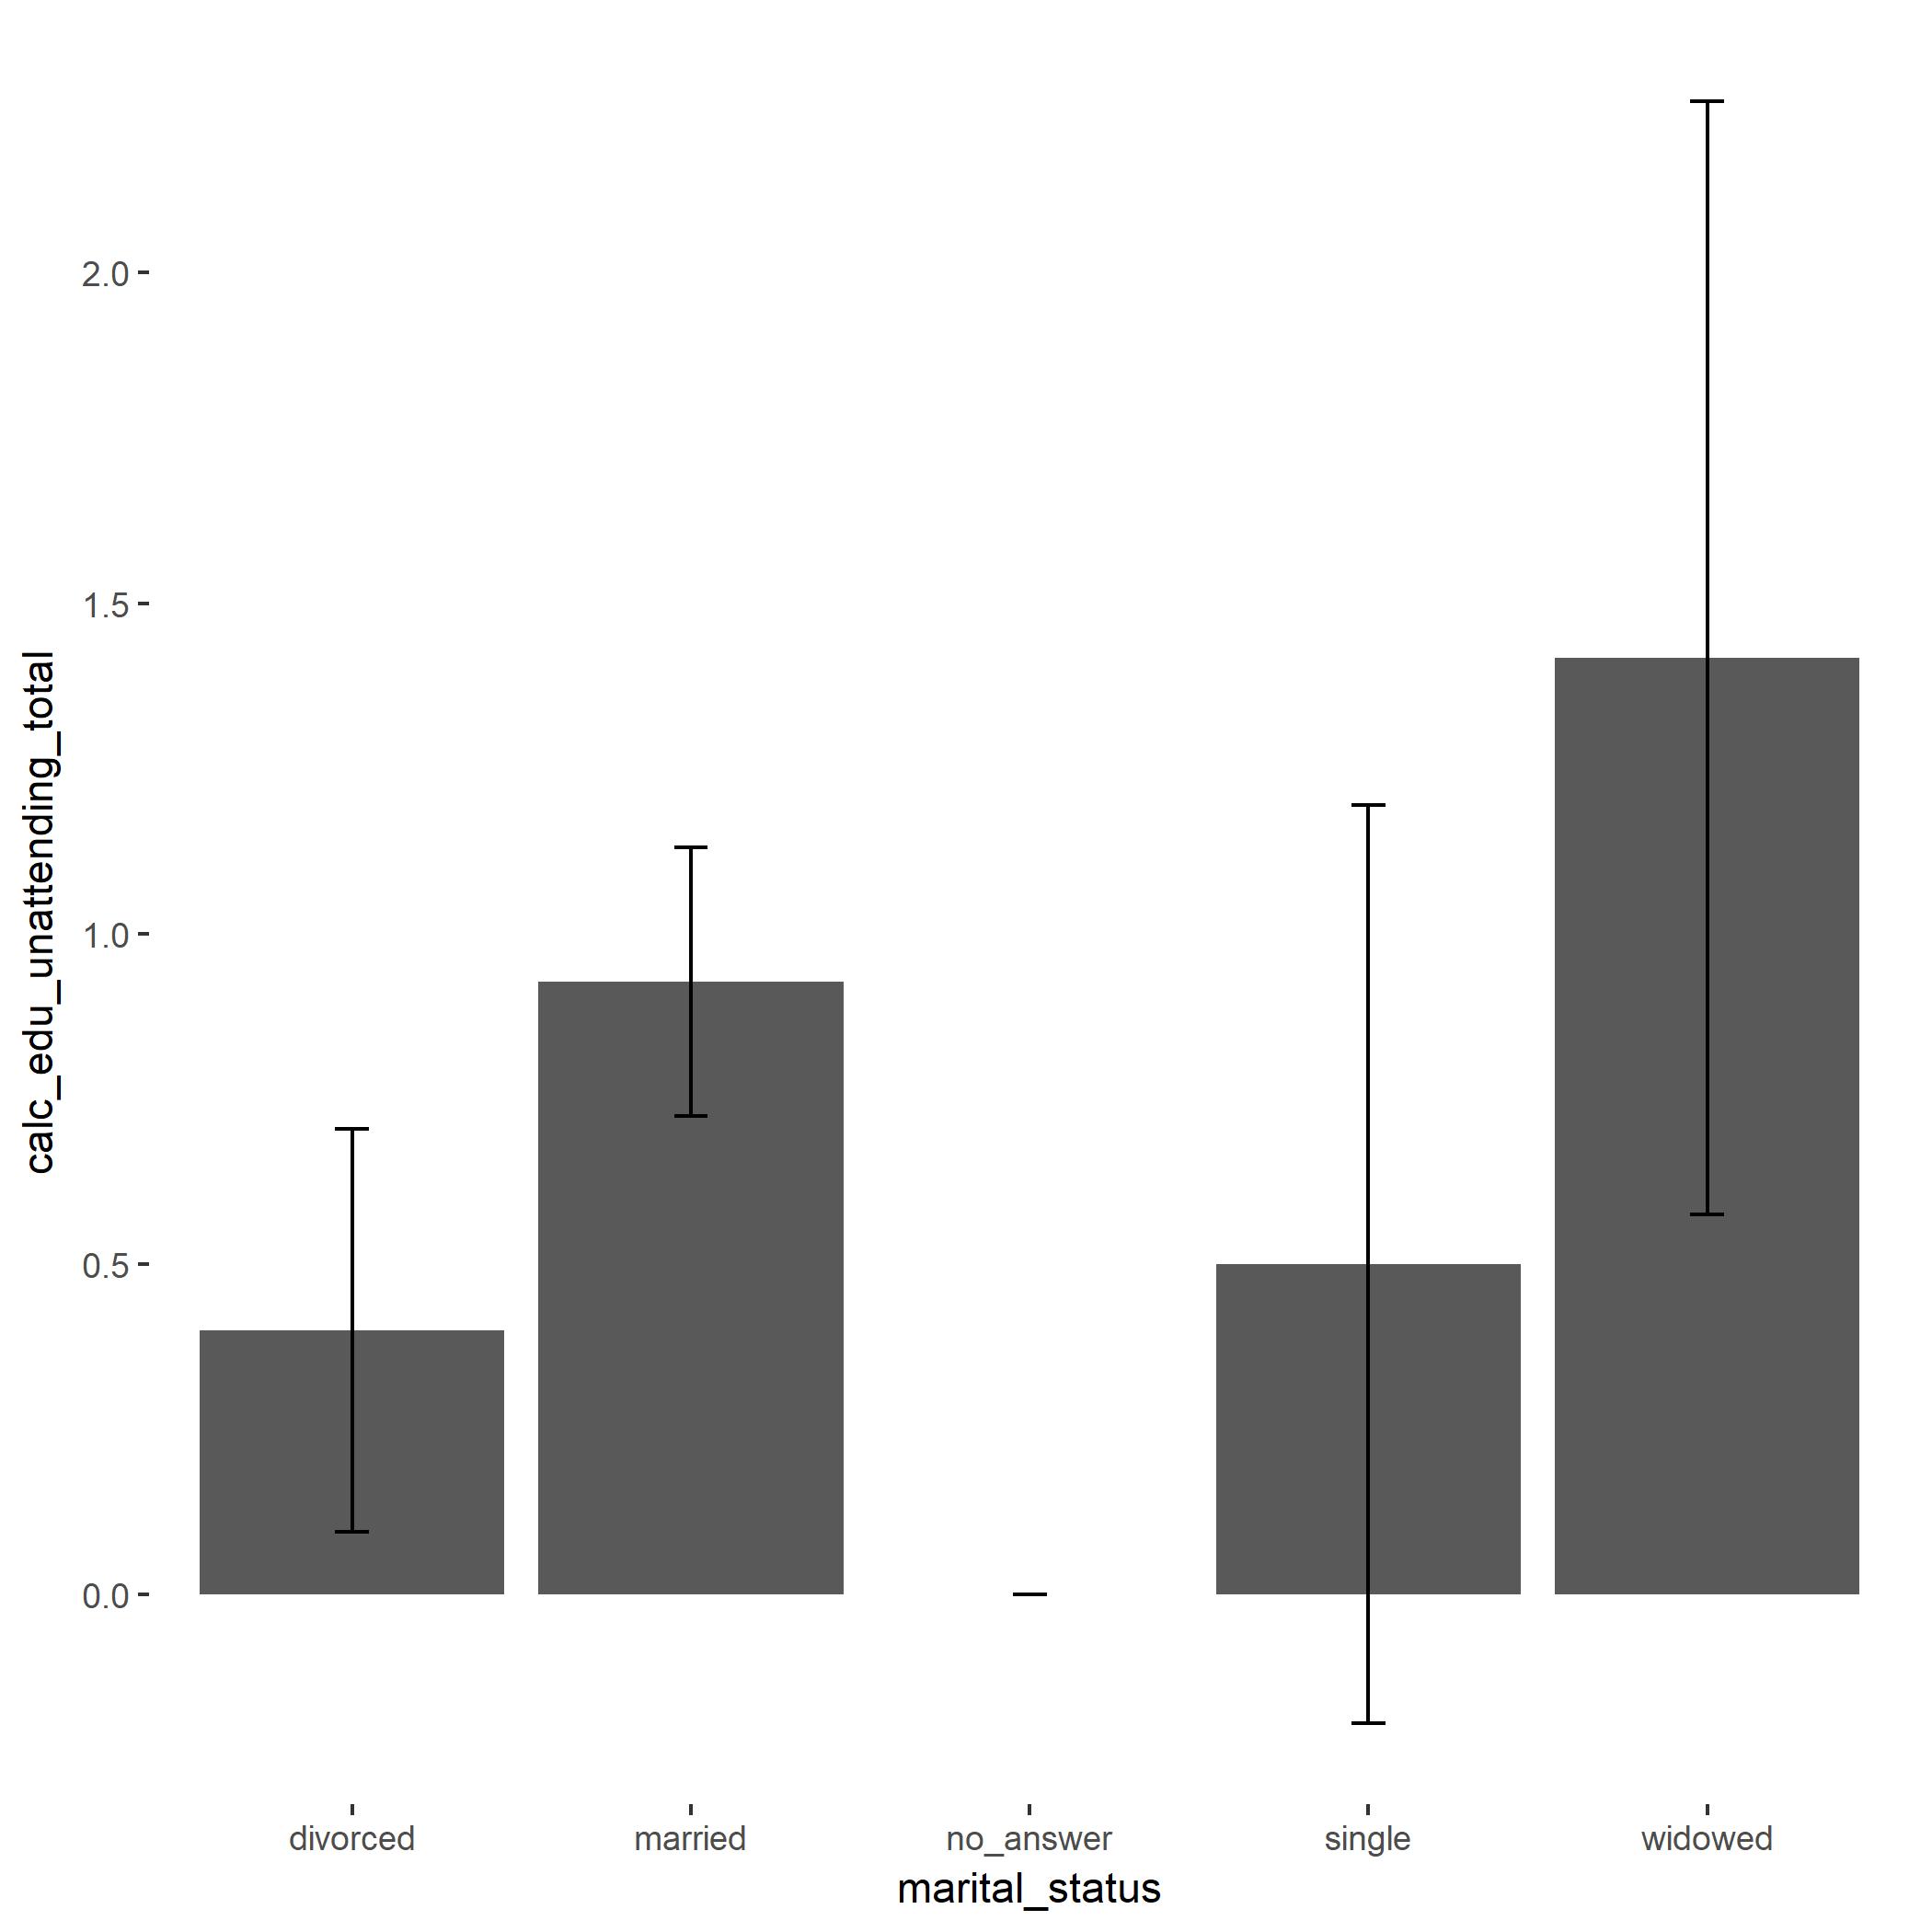 2.0
1.5
1.0
0.5
0.0
calc_edu_unattending_total
divorced married no_answer single widowed
marital_status